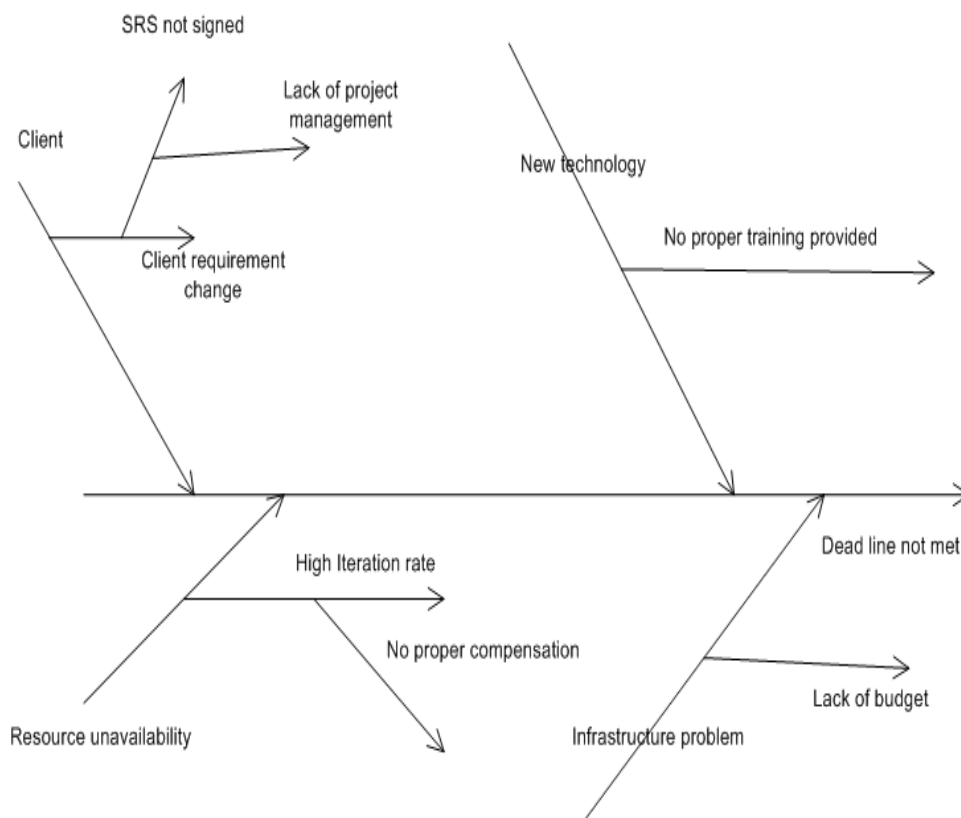 SRS not signed
Lack of project
management
Client
New technology
No proper training provided
Client requirement
change
Dead line not met
High Iteration rate
No proper compensation
Lack of budget
Resource unavailability
Infrastructure problem